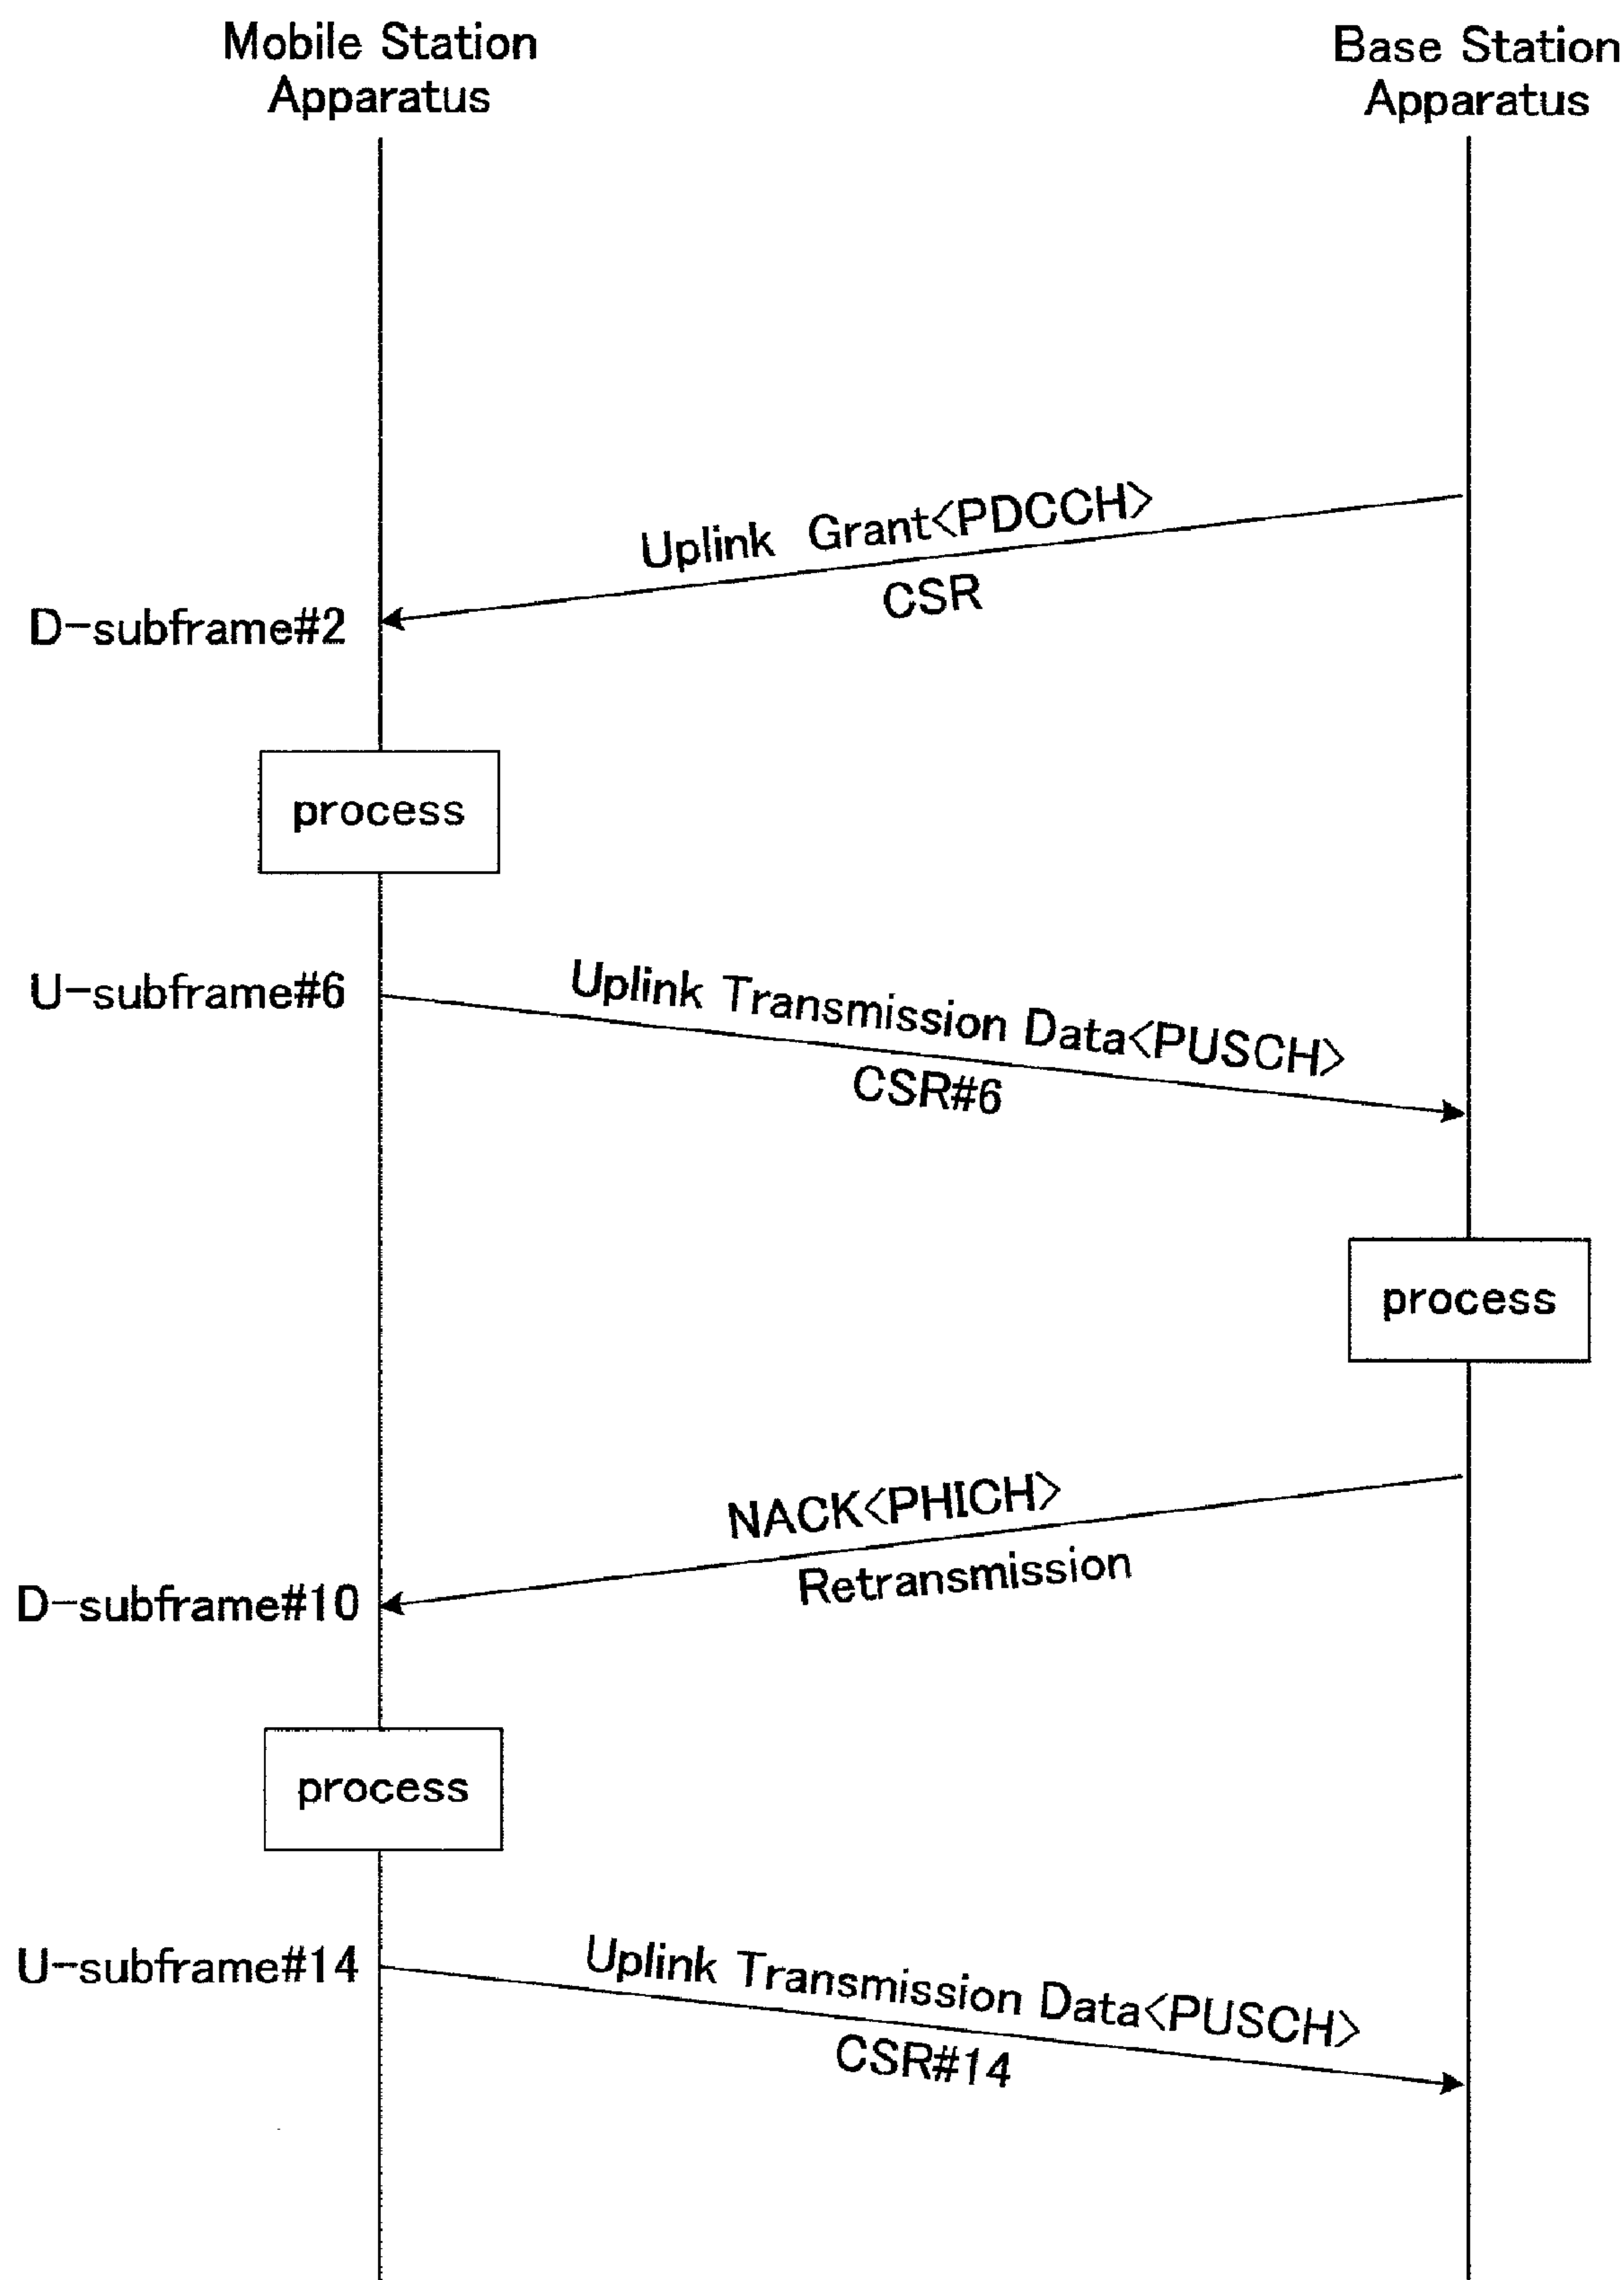 Mobile Station
Apparatus
Base Station
Apparatus
Uplink Grant<PDCCH>
CSR
D-subframe#2
process
U-subframe#6
Uplink Transmission Data<PUSCH>
CSR#6
process
NACK<PHICH>
Retransmission
D-subframe#10
process
U-subframe#14
Uplink Transmission Data<PUSCH>
CSR#14